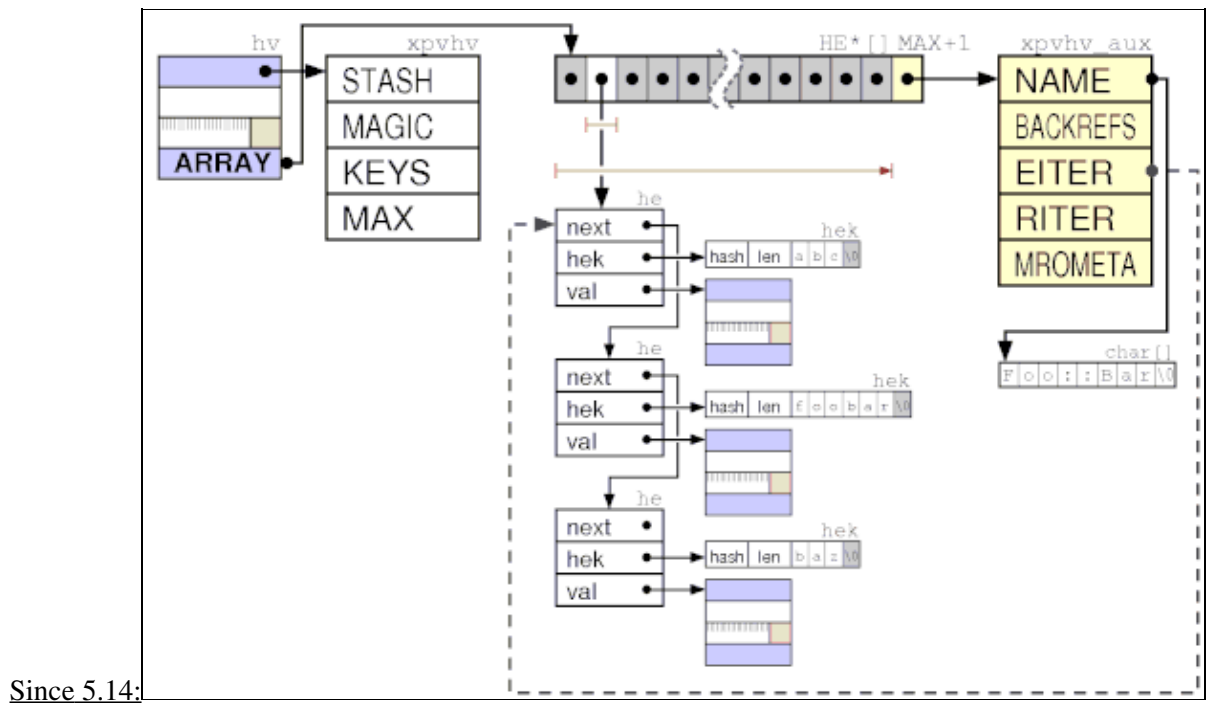 hv
xpvhv
HE*[] MAX+1
xpvhv_aux
STASH
MAGIC
KEYS
MAX
ARRAY
NAME
BACKREFS
EITER
RITER
MROMETA
he
next
hek
val
hek
hash len a b c \0
he
next
hek
val
hek
hash len f o o b a r \0
he
next
hek
val
hek
hash len b a z \0
char[]
F o o : : B a r \0
Since 5.14: